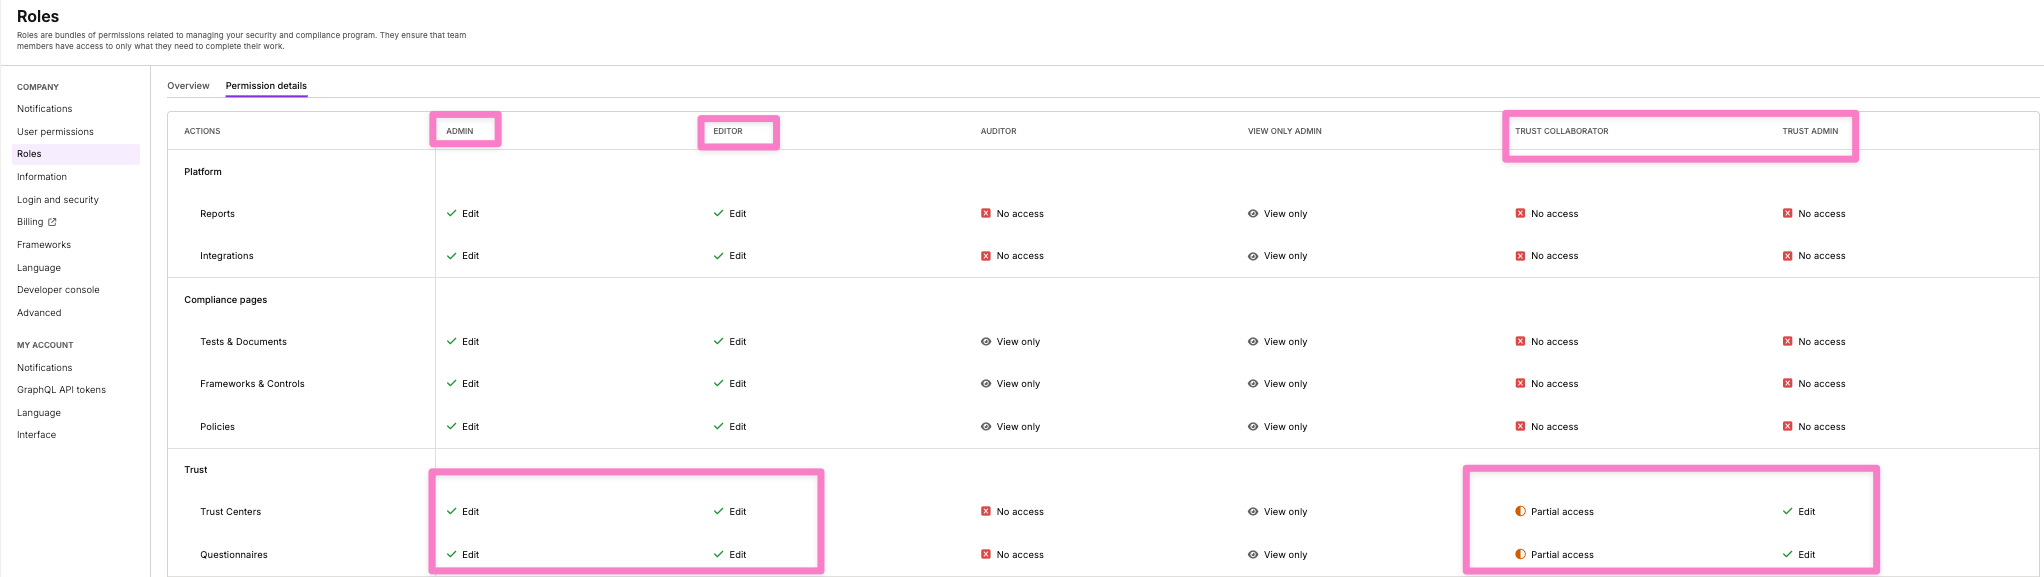 Roles
Roles are bundles of permissions related to managing your security and compliance program. They ensure that team
members have access to only what they need to complete their work.
COMPANY
Notifications
User permissions
Roles
Information
Login and security
Billing
Frameworks
Language
Developer console
Advanced
MY ACCOUNT
Notifications
GraphQL API tokens
Language
Interface
Overview Permission details
ACTIONS ADMIN EDITOR AUDITOR VIEW ONLY ADMIN TRUST COLLABORATOR TRUST ADMIN
Platform
Reports Edit Edit No access View only No access No access
Integrations Edit Edit No access View only No access No access
Compliance pages
Tests & Documents Edit Edit View only View only No access No access
Frameworks & Controls Edit Edit View only View only No access No access
Policies Edit Edit View only View only No access No access
Trust
Trust Centers Edit Edit No access View only Partial access Edit
Questionnaires Edit Edit No access View only Partial access Edit